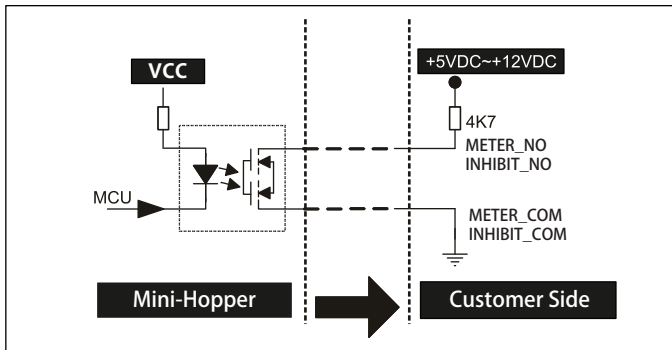 VCC
+5VDC~+12VDC
4K7
METER_NO
INHIBIT_NO
MCU
METER_COM
INHIBIT_COM
Mini-Hopper
Customer Side